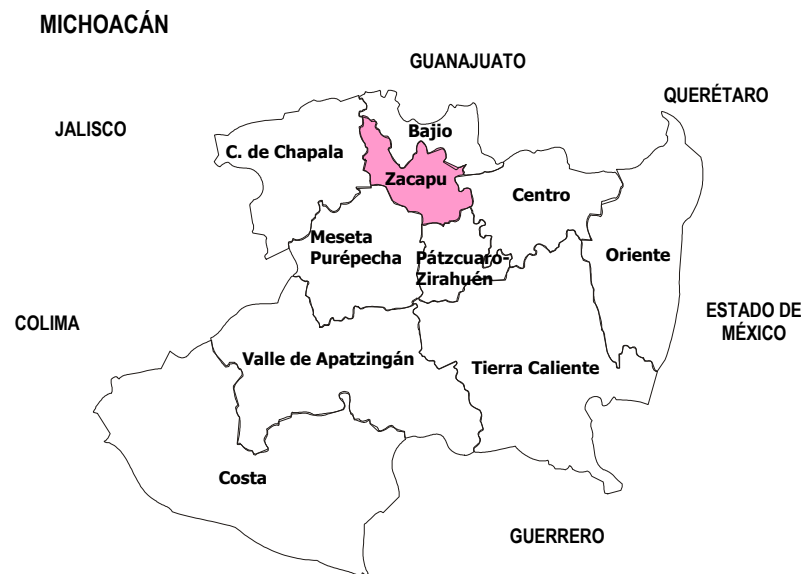 MICHOACÁN
GUANAJUATO
QUERÉTARO
JALISCO
Bajio
C. de Chapala
Zacapu
Centro
Meseta
Purépecha
Pátzcuaro-
Zirahuén
Oriente
COLIMA
ESTADO DE
MÉXICO
Valle de Apatzingán
Tierra Caliente
Costa
GUERRERO